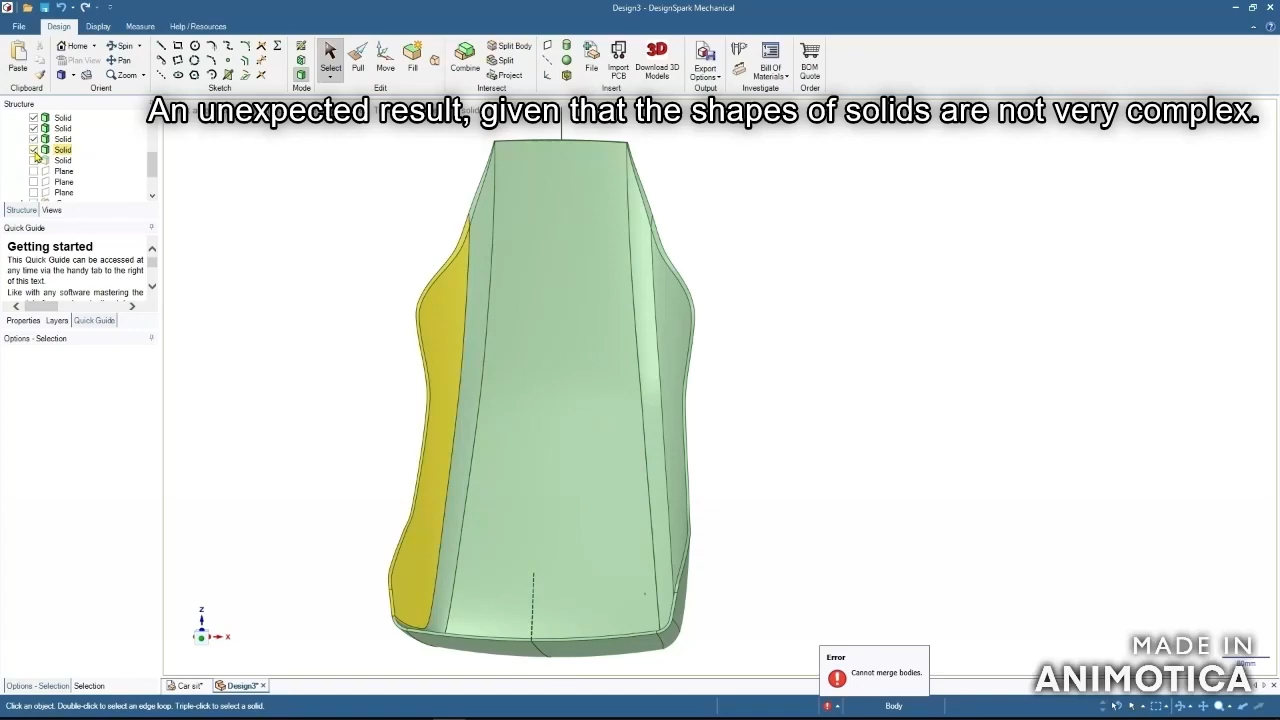 Design3* - DesignSpark Mechanical
File Design Display Measure Help / Resources
Home Spin
Plan View Pan
Zoom
Paste
Select Pull Move Fill
Combine
Split Body
Split
Project
File Import PCB Download 3D Models
Export Options
Bill Of Materials
BOM Quote
Clipboard Orient Sketch Mode Edit Intersect Insert Output Investigate Order
Structure
An unexpected result, given that the shapes of solids are not very complex.
Solid
Solid
Solid
Solid
Solid
Plane
Plane
Plane
Structure Views
Quick Guide
Getting started
This Quick Guide can be accessed at
any time via the handy tab to the right
of this text.
Like with any software mastering the
Properties Layers Quick Guide
Options - Selection
Z
X
Error
Cannot merge bodies.
MADE IN
ANIMOTICA
Options - Selection Selection
Car sit* Design3*
Click an object. Double-click to select an edge loop. Triple-click to select a solid.
Body